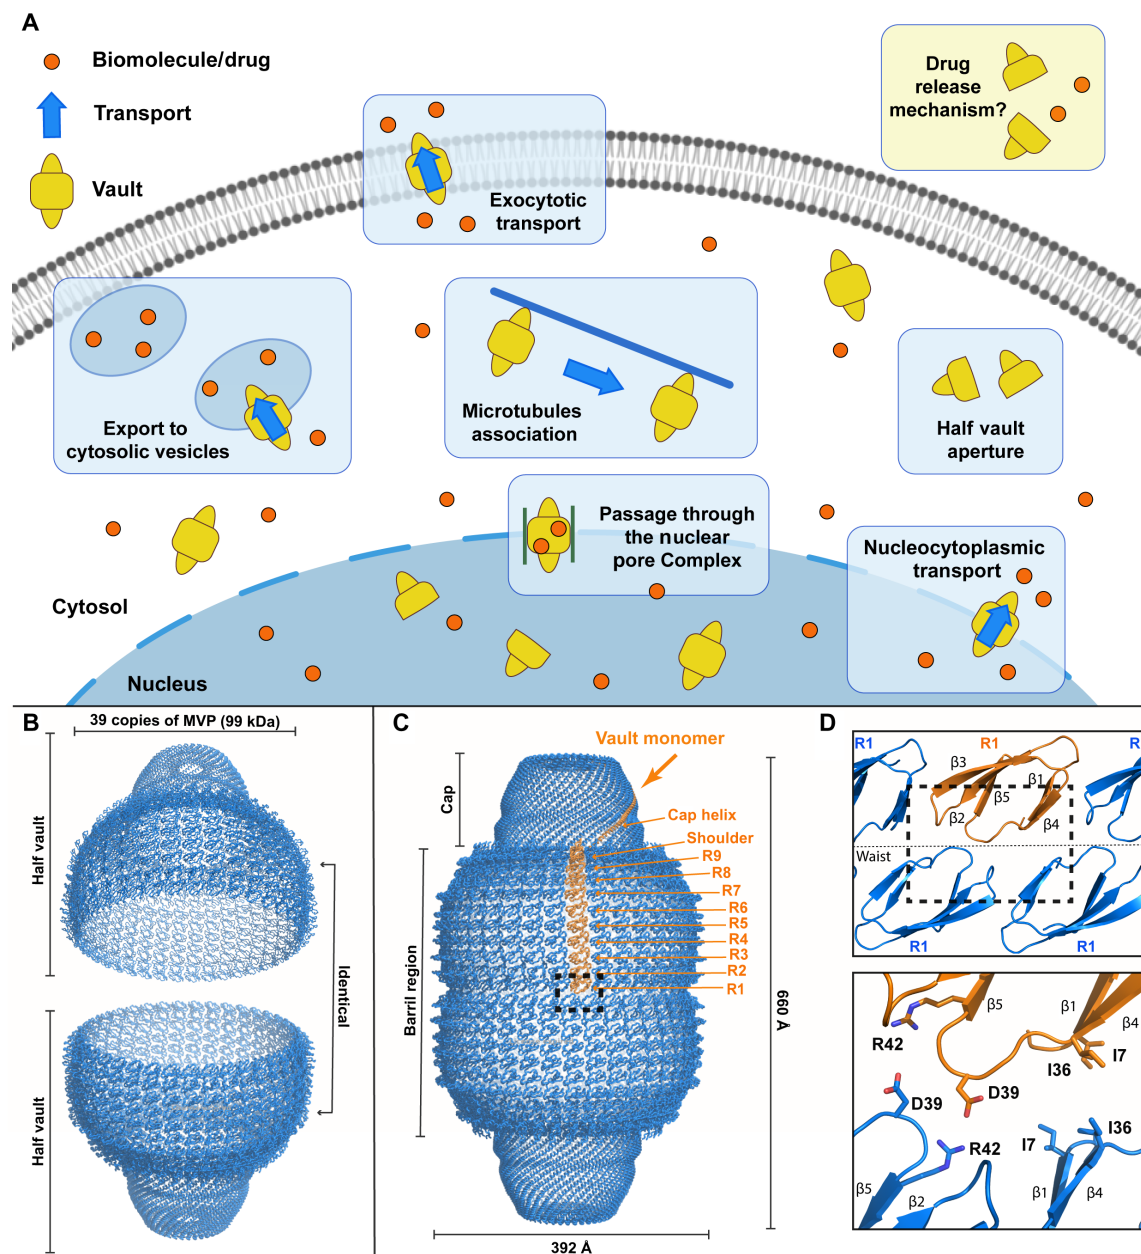 A
Biomolecule/drug
Transport
Vault
Drug
release
mechanism?
Exocytotic
transport
Export to
cytosolic vesicles
Microtubules
association
Half vault
aperture
Passage through
the nuclear
pore Complex
Nucleocytoplasmic
transport
Cytosol
Nucleus
B
39 copies of MVP (99 kDa)
Half vault
Half vault
Identical
C
Vault monomer
Cap
Cap helix
Shoulder
R9
R8
R7
R6
R5
R4
R3
R2
R1
Barril region
660 Å
392 Å
D
R1
R1
R
β3
β1
β5
β2
β4
Waist
R1
R1
β5
β1
β4
R42
I7
I36
D39
D39
I36
I7
R42
β5
β2
β1
β4